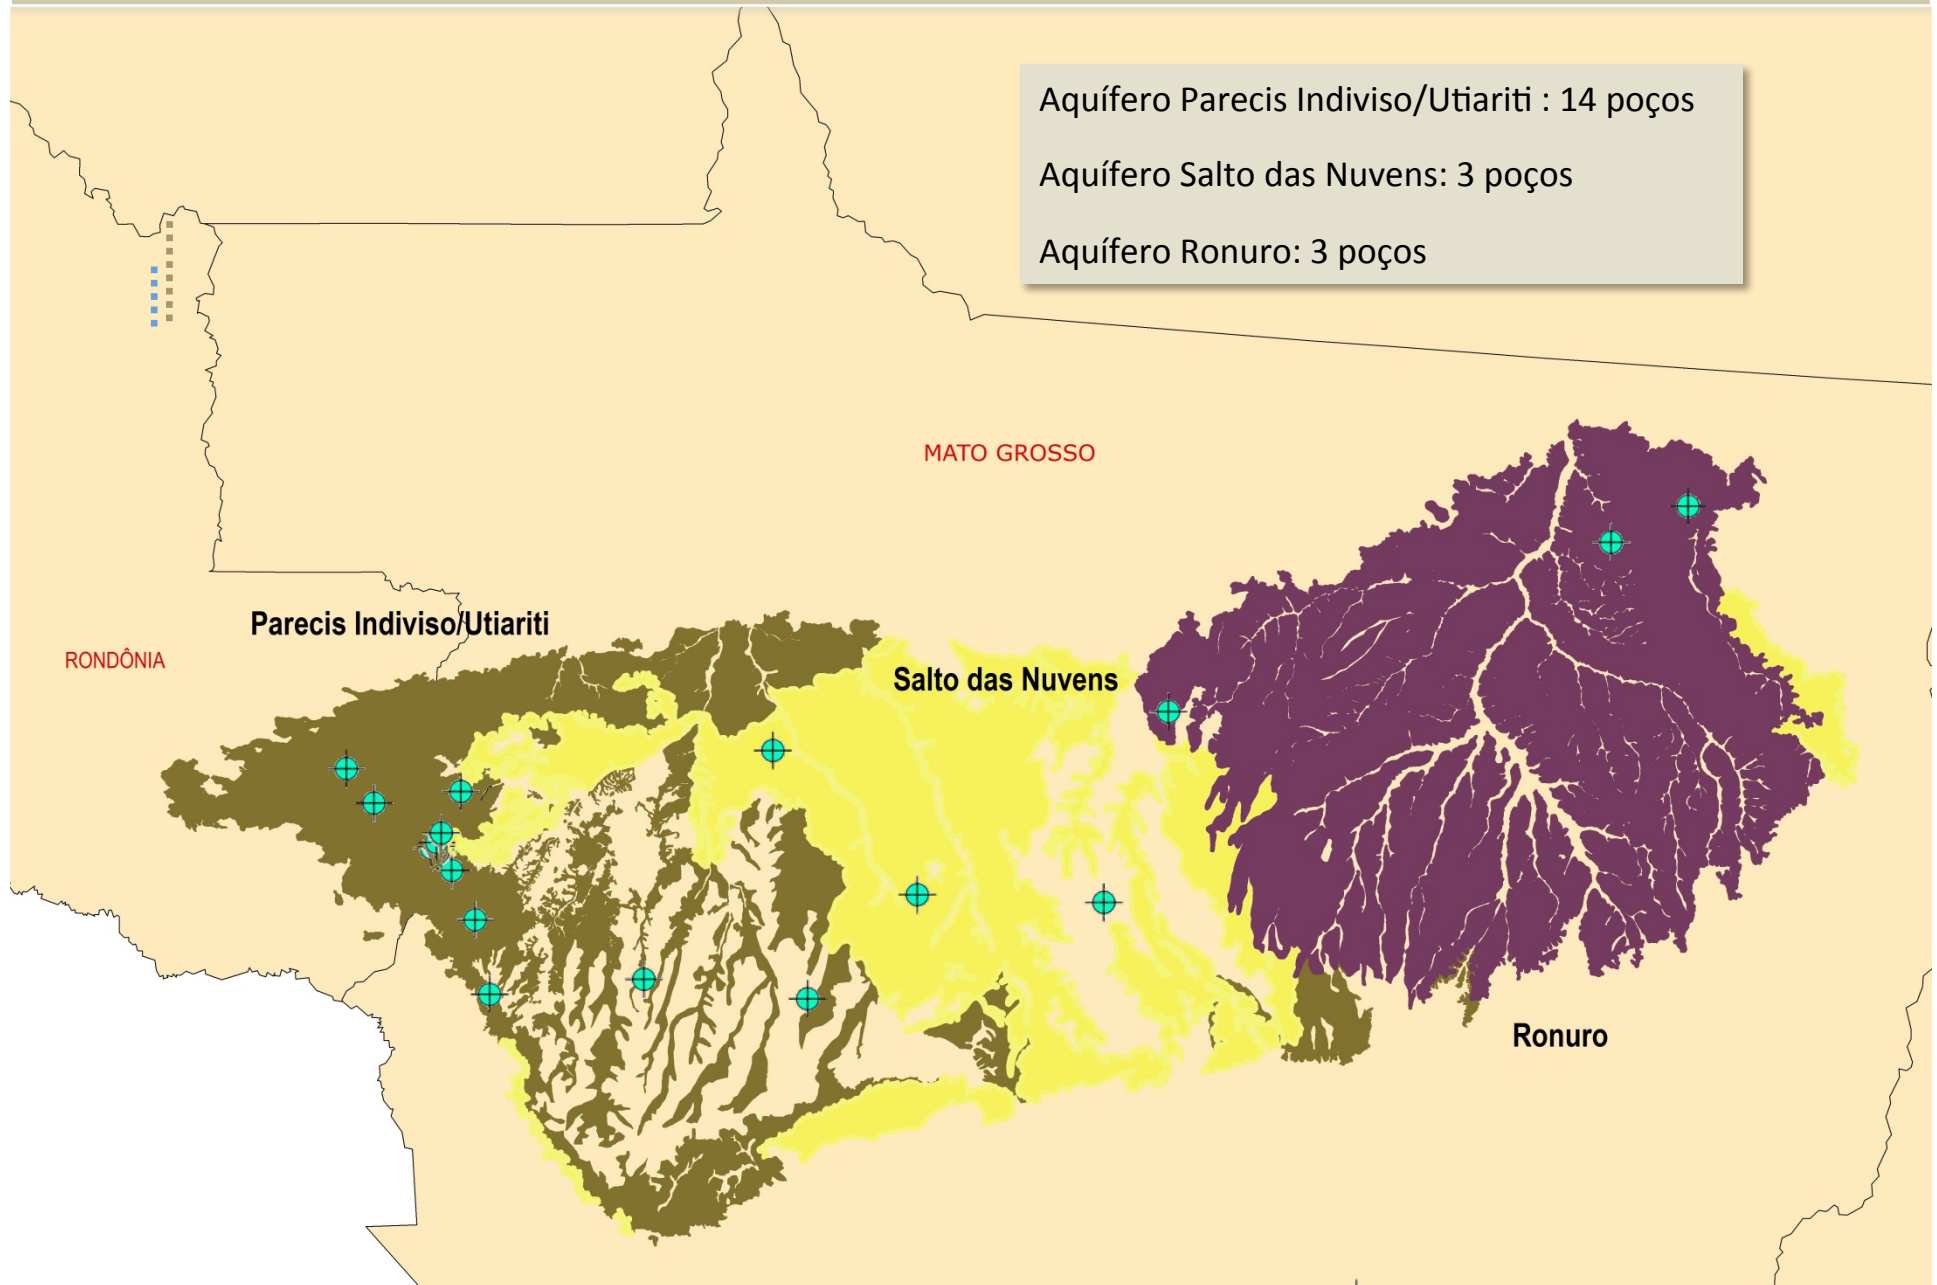 Aquífero Parecis Indiviso/Utiariti : 14 poços
Aquífero Salto das Nuvens: 3 poços
Aquífero Ronuro: 3 poços
MATO GROSSO
Parecis Indiviso/Utiariti
RONDÔNIA
Salto das Nuvens
Ronuro